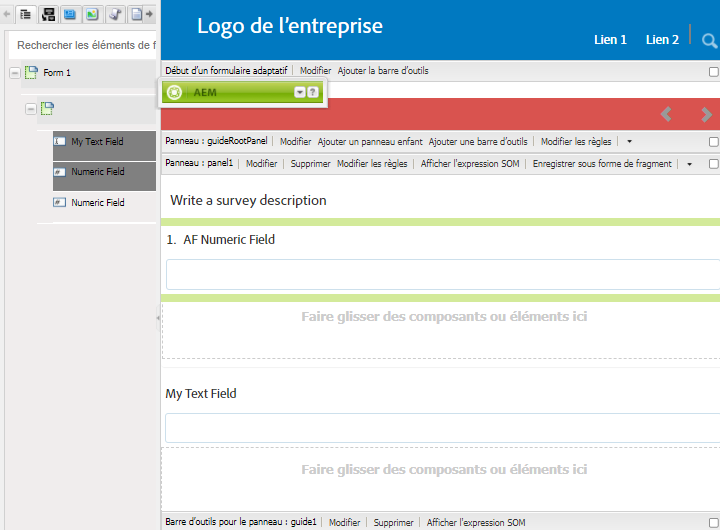 Logo de l'entreprise
Lien 1 Lien 2
Rechercher les éléments de f
Form 1
My Text Field
Numeric Field
Numeric Field
Début d'un formulaire adaptatif Modifier Ajouter la barre d'outils
AEM ?
Panneau : guideRootPanel Modifier Ajouter un panneau enfant Ajouter une barre d'outils Modifier les règles
Panneau : panel1 Modifier Supprimer Modifier les règles Afficher l'expression SOM Enregistrer sous forme de fragment
Write a survey description
1. AF Numeric Field
Faire glisser des composants ou éléments ici
My Text Field
Faire glisser des composants ou éléments ici
Barre d'outils pour le panneau : guide1 Modifier Supprimer Afficher l'expression SOM